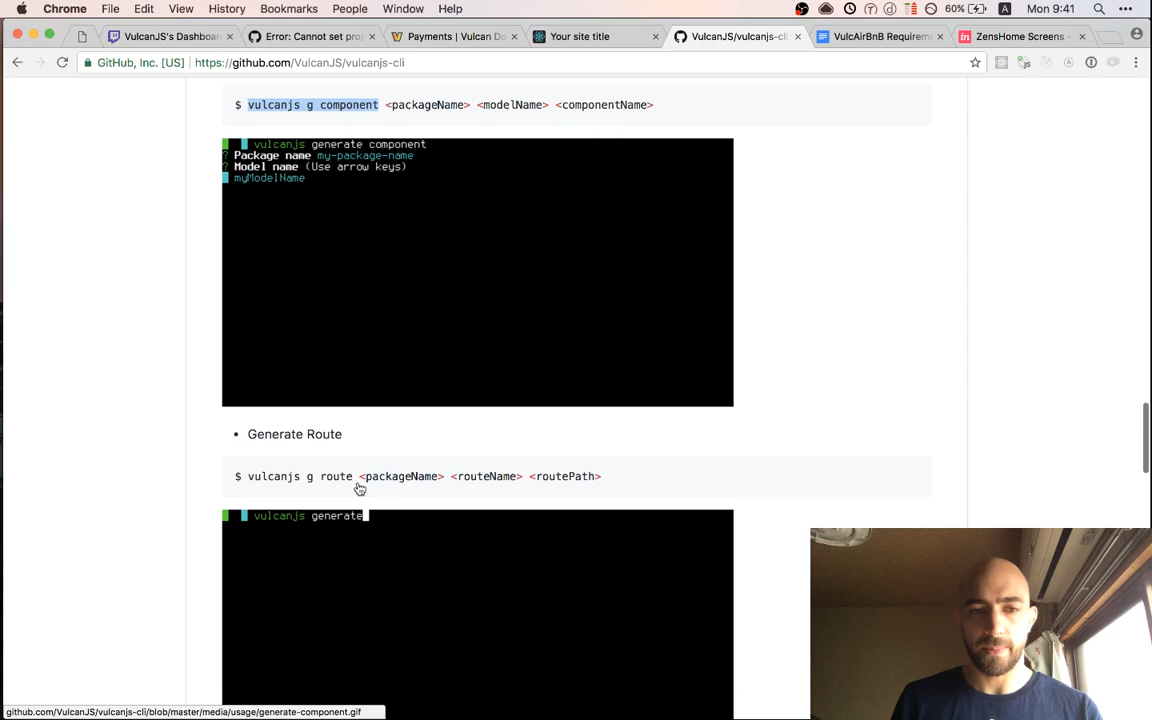 Chrome File Edit View History Bookmarks People Window Help 60% A Mon 9:41
VulcanJS's Dashboar Error: Cannot set prop Payments | Vulcan Do Your site title VulcanJS/vulcanjs-cli VulcAirBnB Requireme ZensHome Screens -
GitHub, Inc. [US] https://github.com/VulcanJS/vulcanjs-cli
$ vulcanjs g component <packageName> <modelName> <componentName>
vulcanjs generate component
? Package name my-package-name
? Model name (Use arrow keys)
myModelName
• Generate Route
$ vulcanjs g route <packageName> <routeName> <routePath>
vulcanjs generate
github.com/VulcanJS/vulcanjs-cli/blob/master/media/usage/generate-component.gif